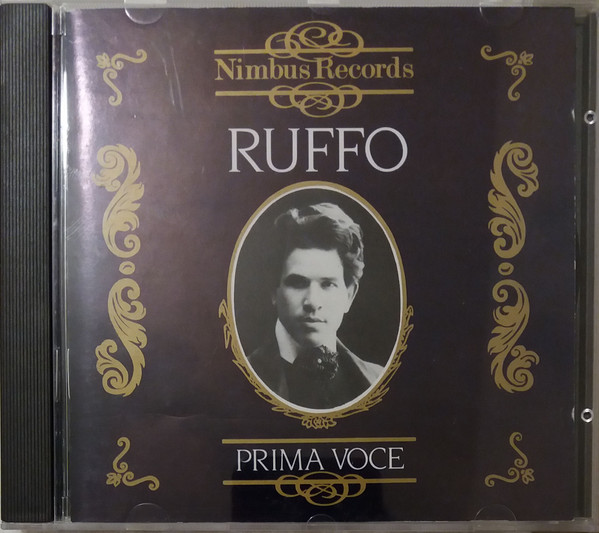 Nimbus Records
RUFFO
PRIMA VOCE